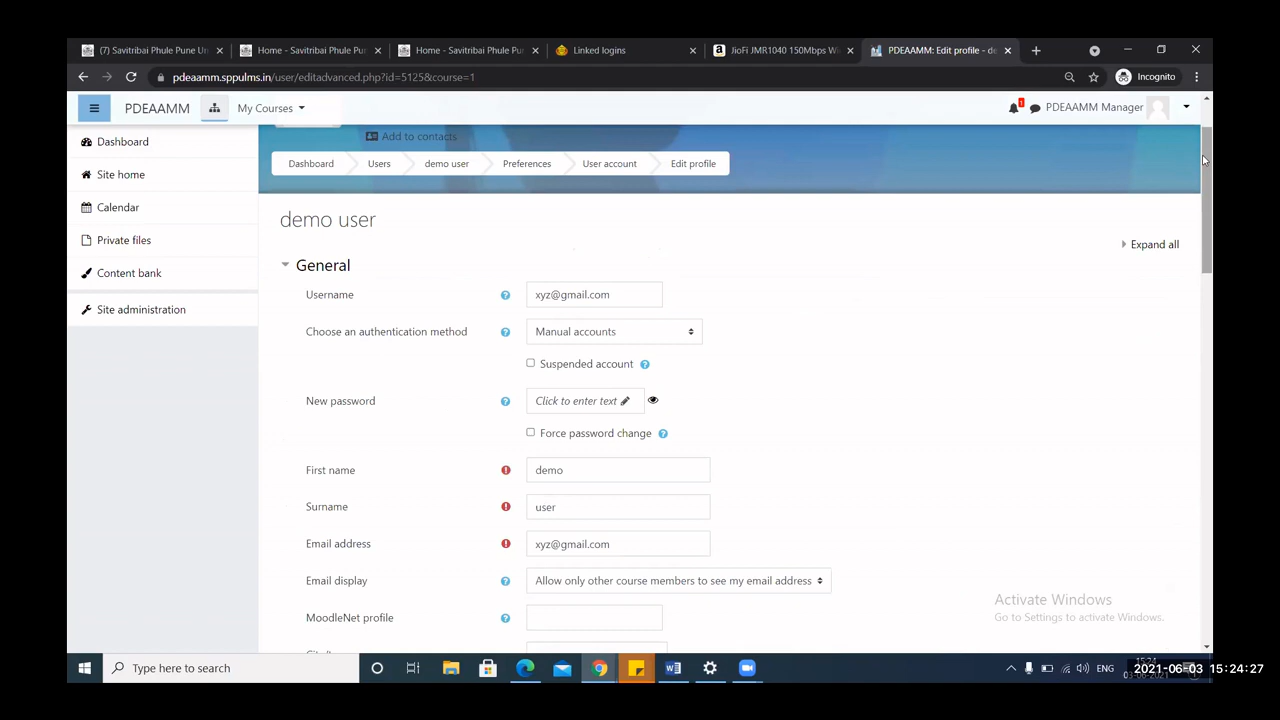 (7) Savitribai Phule Pune Un
Home - Savitribai Phule Pu
Home - Savitribai Phule Pu
Linked logins
JioFi JMR1040 150Mbps Wi
PDEAAMM: Edit profile - de
pdeaamm.sppulms.in/user/editadvanced.php?id=5125&course=1
Incognito
PDEAAMM
My Courses
1
PDEAAMM Manager
Add to contacts
Dashboard
Site home
Calendar
Private files
Content bank
Site administration
Dashboard Users demo user Preferences User account Edit profile
demo user
Expand all
General
Username xyz@gmail.com
Choose an authentication method Manual accounts
Suspended account
New password Click to enter text
Force password change
First name demo
Surname user
Email address xyz@gmail.com
Email display Allow only other course members to see my email address
MoodleNet profile
Activate Windows
Go to Settings to activate Windows.
Type here to search
ENG
2021-06-03 15:24:27